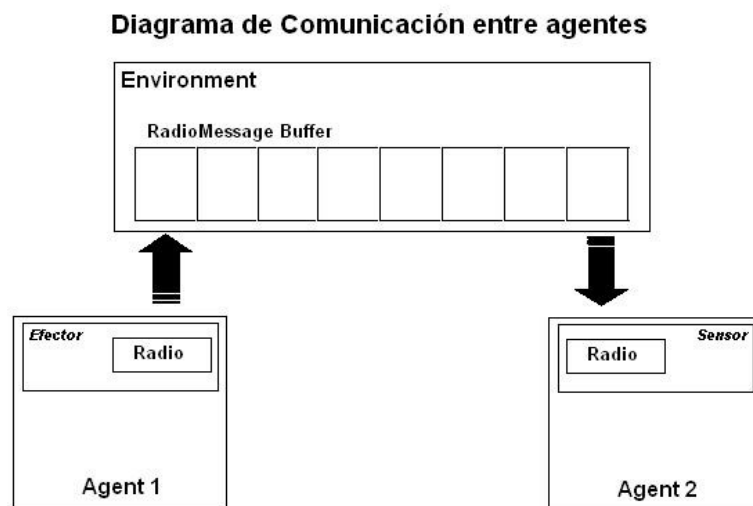 Diagrama de Comunicación entre agentes
Environment
RadioMessage Buffer
Efector
Radio
Agent 1
Sensor
Radio
Agent 2